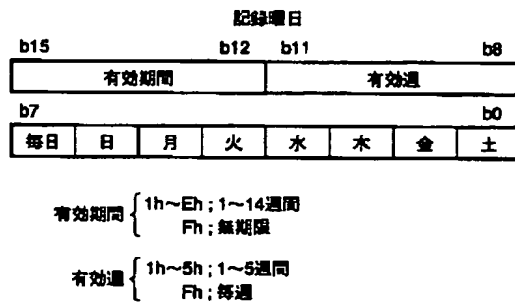 記録曜日
b15 b12 b11 b8
有効期間 有効週
b7 b0
毎日 日 月 火 水 木 金 土
有効期間 { 1h～Eh ; 1～14週間
Fh ; 無期限
有効週 { 1h～5h ; 1～5週間
Fh ; 毎週